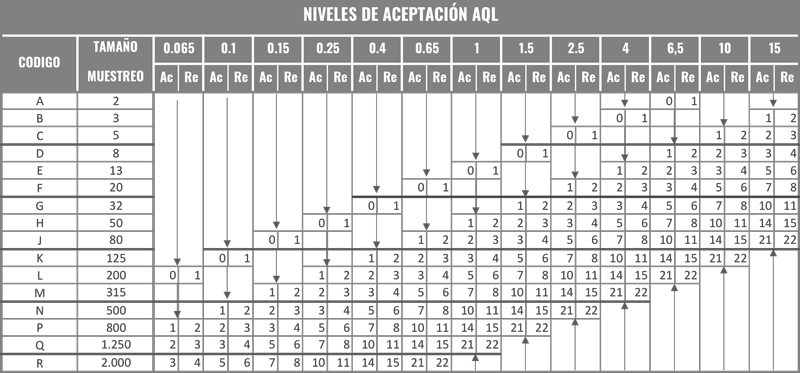 NIVELES DE ACEPTACIÓN AQL
CODIGO TAMAÑO MUESTREO 0.065 0.1 0.15 0.25 0.4 0.65 1 1.5 2.5 4 6,5 10 15
Ac Re Ac Re Ac Re Ac Re Ac Re Ac Re Ac Re Ac Re Ac Re Ac Re Ac Re Ac Re Ac Re
A 2 0 1
B 3 0 1 1 2
C 5 0 1 1 2 2 3
D 8 0 1 1 2 2 3 3 4
E 13 0 1 1 2 2 3 3 4 5 6
F 20 0 1 1 2 2 3 3 4 5 6 7 8
G 32 0 1 1 2 2 3 3 4 5 6 7 8 10 11
H 50 0 1 1 2 2 3 3 4 5 6 7 8 10 11 14 15
J 80 0 1 1 2 2 3 3 4 5 6 7 8 10 11 14 15 21 22
K 125 0 1 1 2 2 3 3 4 5 6 7 8 10 11 14 15 21 22
L 200 0 1 1 2 2 3 3 4 5 6 7 8 10 11 14 15 21 22
M 315 1 2 2 3 3 4 5 6 7 8 10 11 14 15 21 22
N 500 1 2 2 3 3 4 5 6 7 8 10 11 14 15 21 22
P 800 1 2 2 3 3 4 5 6 7 8 10 11 14 15 21 22
Q 1.250 2 3 3 4 5 6 7 8 10 11 14 15 21 22
R 2.000 3 4 5 6 7 8 10 11 14 15 21 22